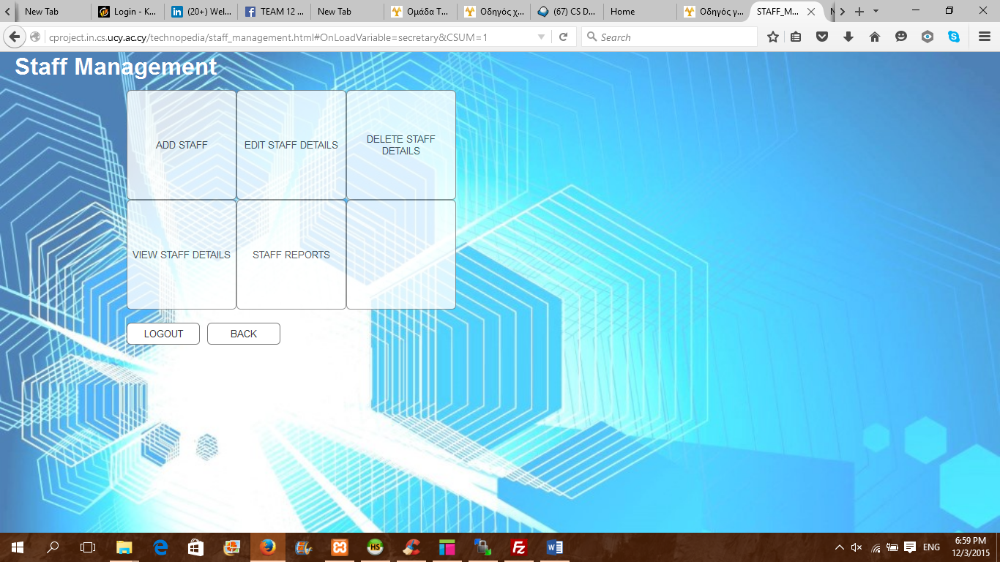 New Tab
Login - K...
(20+) Wel...
TEAM 12 ...
New Tab
Ομάδα Τ...
Οδηγός χ...
(67) CS D...
Home
Οδηγός γ...
STAFF_M...
cproject.in.cs.ucy.ac.cy/technopedia/staff_management.html#OnLoadVariable=secretary&CSUM=1
Search
Staff Management
ADD STAFF
EDIT STAFF DETAILS
DELETE STAFF
DETAILS
VIEW STAFF DETAILS
STAFF REPORTS
LOGOUT
BACK
HS
ENG
6:59 PM
12/3/2015